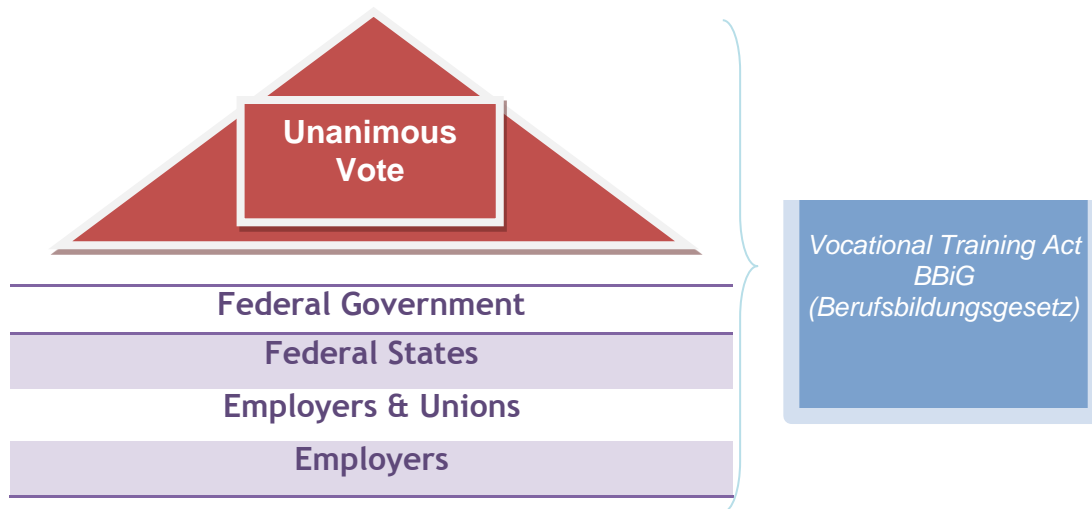 Unanimous
Vote
Federal Government
Federal States
Employers & Unions
Employers
Vocational Training Act
BBiG
(Berufsbildungsgesetz)